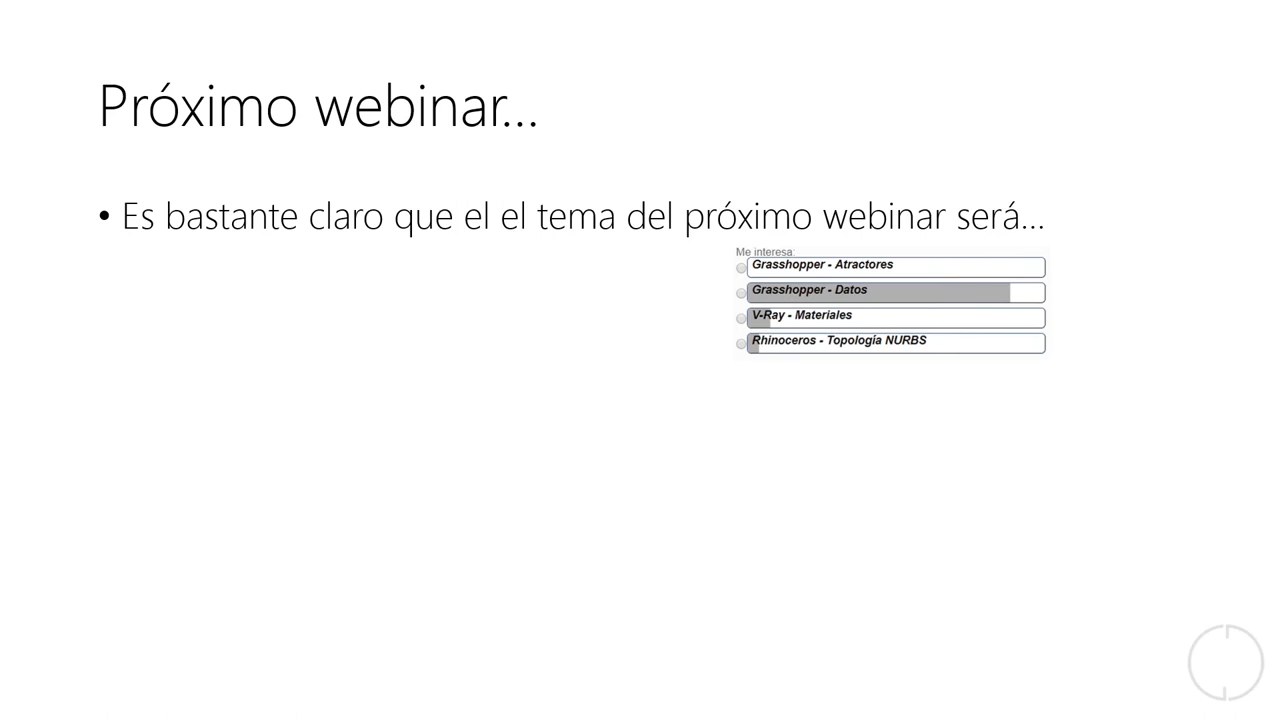 Próximo webinar...
• Es bastante claro que el el tema del próximo webinar será...
Me interesa:
Grasshopper - Atractores
Grasshopper - Datos
V-Ray - Materiales
Rhinoceros - Topología NURBS